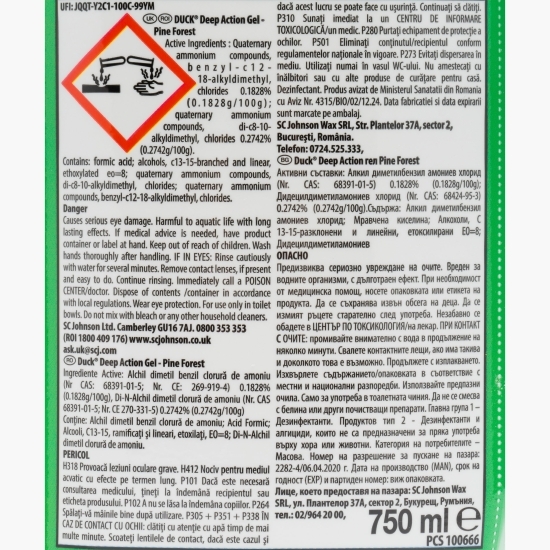 UFI: JQQT-Y2C1-100C-99YM
UK RO DUCK® Deep Action Gel -
Pine Forest
Active Ingredients : Quaternary
ammonium compounds,
benzyl-c12-
18-alkyldimethyl,
chlorides 0.1828%
(0.1828g/100g);
quaternary ammonium
compounds, di-c8-10-
alkyldimethyl, chlorides 0.2742%
(0.2742g/100g).
Contains: formic acid; alcohols, c13-15-branched and linear,
ethoxylated eo=8; quaternary ammonium compounds,
di-c8-10-alkyldimethyl, chlorides; quaternary ammonium
compounds, benzyl-c12-18-alkyldimethyl, chlorides.
Danger
Causes serious eye damage. Harmful to aquatic life with long
lasting effects. If medical advice is needed, have product
container or label at hand. Keep out of reach of children. Wash
hands thoroughly after handling. IF IN EYES: Rinse cautiously
with water for several minutes. Remove contact lenses, if present
and easy to do. Continue rinsing. Immediately call a POISON
CENTER/doctor. Dispose of contents /container in accordance
with local regulations. Wear eye protection. For use only in toilet
bowls. Do not mix with bleach or any other household cleaners.
SC Johnson Ltd. Camberley GU16 7AJ. 0800 353 353
(ROI 1800 409 176) www.scjohnson.co.uk
ask.uk@scj.com
RO Duck® Deep Action Gel - Pine Forest
Ingrediente Active: Alchil dimetil benzil clorură de amoniu
(Nr CAS: 68391-01-5; Nr. CE: 269-919-4) 0.1828%
(0.1828g/100g), Di-N-Alchil dimetil clorură de amoniu (Nr. CAS
68391-01-5; Nr. CE 270-331-5) 0.2742% (0.2742g/100g)
Conține: Alchil dimetil benzil clorură de amoniu; Acid Formic;
Alcooli, C13-15, ramificați și lineari, etoxilați, EO=8; Di-N-Alchil
dimetil clorură de amoniu.
PERICOL
H318 Provoacă leziuni oculare grave. H412 Nociv pentru mediul
acvatic cu efecte pe termen lung. P101 Dacă este necesară
consultarea medicului, țineți la îndemână recipientul sau
eticheta produsului. P102 A nu se lăsa la îndemâna copiilor. P264
Spălați-vă mâinile bine după utilizare. P305 + P351 + P338 ÎN
CAZ DE CONTACT CU OCHII: clătiți cu atenție cu apă timp de mai
multe minute. Scoateți lentilele de contact, dacă este cazul și
dacă acest lucru se poate face cu ușurință. Continuați să clătiți.
P310 Sunați imediat la un CENTRU DE INFORMARE
TOXICOLOGICĂ/un medic. P280 Purtați echipament de protecție a
ochilor. P501 Eliminați conținutul/recipientul conform
regulamentelor naționale în vigoare. P273 Evitați dispersarea în
mediu. Utilizați numai în vasul WC-ului. Nu amestecați cu
înălbitori sau cu alte produse de curățare pentru casă.
Dezinfectant. Produs avizat de Ministerul Sanatatii din Romania
cu Aviz Nr. 4315/BIO/02/12.24. Data fabricatiei si data expirarii
sunt marcate pe ambalaj.
SC Johnson Wax SRL, Str. Plantelor 37A, sector 2,
București, România.
Telefon: 0724.525.333,
BG Duck® Deep Action ren Pine Forest
Активни съставки: Алкил диметилбензил амониев хлорид
(Nr. CAS: 68391-01-5) 0.1828% (0.1828g/100g);
Дидецилдиметиламониев хлорид (Nr. CAS: 68424-95-3)
0.2742% (0.2742g/100g).Съдържа: Алкил диметилбензил
амониев хлорид; Мравчена киселина; Алкохоли, C
13-15-разклонени и линейни, етоксилирани EO=8;
Дидецилдиметиламониев
ОПАСНО
Предизвиква сериозно увреждане на очите. Вреден за
водните организми, с дълготраен ефект. При необходимост
от медицинска помощ, носете опаковката или етикета на
продукта. Да се съхранява извън обсега на деца. Да се
измият ръцете старателно след употреба. Незабавно се
обадете в ЦЕНТЪР ПО ТОКСИКОЛОГИЯ/на лекар. ПРИ КОНТАКТ
С ОЧИТЕ: промивайте внимателно с вода в продължение на
няколко минути. Свалете контактните лещи, ако има такива
и доколкото това е възможно. Продължете с изплакването.
Изхвърлете съдържанието/опаковката в съответствие с
местни и национални разпоредби. Използвайте предпазни
очила. Само за употреба в тоалетната чиния. Да не се смесва
с белина или други почистващи препарати. Главна група 1 –
Дезинфектанти. Продуктов тип 2 - Дезинфектанти и
алгициди, които не са предназначени за пряка употреба
върху хора или животни. Категория на потребителите –
Масова. Номер на разрешение за пускане на пазара:
2282-4/06.04.2020 г. Дата на производство (MAN), срок на
годност (EXP) и партиден номер: виж опаковката.
Лице, което предоставя на пазара: SC Johnson Wax
SRL, ул. Плантелор 37А, сектор 2, Букурещ, Румъния,
тел.: 02/964 20 00,
750 ml e
PCS 100666